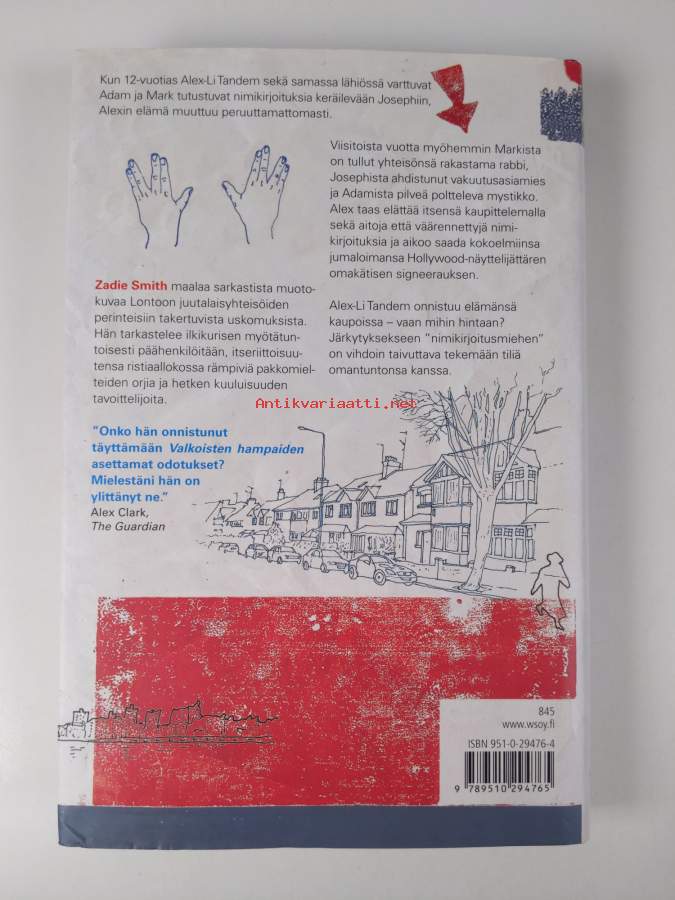 Kun 12-vuotias Alex-Li Tandem sekä samassa lähiössä varttuvat
Adam ja Mark tutustuvat nimikirjoituksia keräilevään Josephiin,
Alexin elämä muuttuu peruuttamattomasti.
Viisitoista vuotta myöhemmin Markista
on tullut yhteisönsä rakastama rabbi,
Josephista ahdistunut vakuutusasiamies
ja Adamista pilveä poltteleva mystikko.
Alex taas elättää itsensä kaupittelemalla
sekä aitoja että väärennettyjä nimi-
kirjoituksia ja aikoo saada kokoelmiinsa
jumaloimansa Hollywood-näyttelijättären
omakätisen signeerauksen.
Alex-Li Tandem onnistuu elämänsä
kaupoissa – vaan mihin hintaan?
Järkytyksekseen "nimikirjoitusmiehen"
on vihdoin taivuttava tekemään tiliä
omantuntonsa kanssa.
Zadie Smith maalaa sarkastista muoto-
kuvaa Lontoon juutalaisyhteisöiden
perinteisiin takertuvista uskomuksista.
Hän tarkastelee ilkikurisen myötätun-
toisesti päähenkilöitään, itseriittoisuu-
tensa ristiaallokossa rämpiviä pakkomiel-
teiden orjia ja hetken kuuluisuuden
tavoittelijoita.
Antikvariaatti.net
"Onko hän onnistunut
täyttämään Valkoisten hampaiden
asettamat odotukset?
Mielestäni hän on
ylittänyt ne."
Alex Clark,
The Guardian
845
www.wsoy.fi
ISBN 951-0-29476-4
9 789510 294765